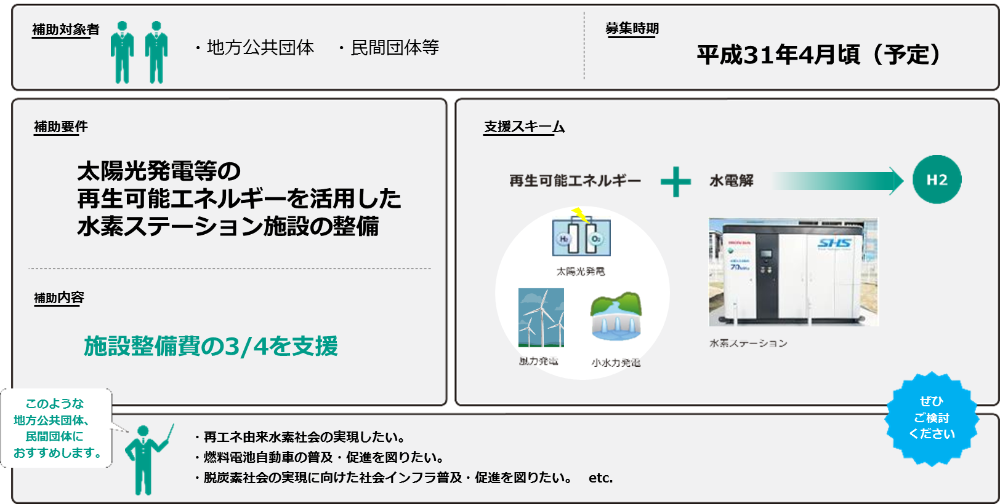 補助対象者
・地方公共団体　・民間団体等
募集時期
平成31年4月頃（予定）
補助要件
太陽光発電等の
再生可能エネルギーを活用した
水素ステーション施設の整備
補助内容
施設整備費の3/4を支援
支援スキーム
再生可能エネルギー
水電解
H2
H₂
O₂
太陽光発電
風力発電
小水力発電
HONDA
SHS
70MPa
水素ステーション
このような
地方公共団体、
民間団体に
おすすめします。
・再エネ由来水素社会の実現したい。
・燃料電池自動車の普及・促進を図りたい。
・脱炭素社会の実現に向けた社会インフラ普及・促進を図りたい。　etc.
ぜひ
ご検討
ください